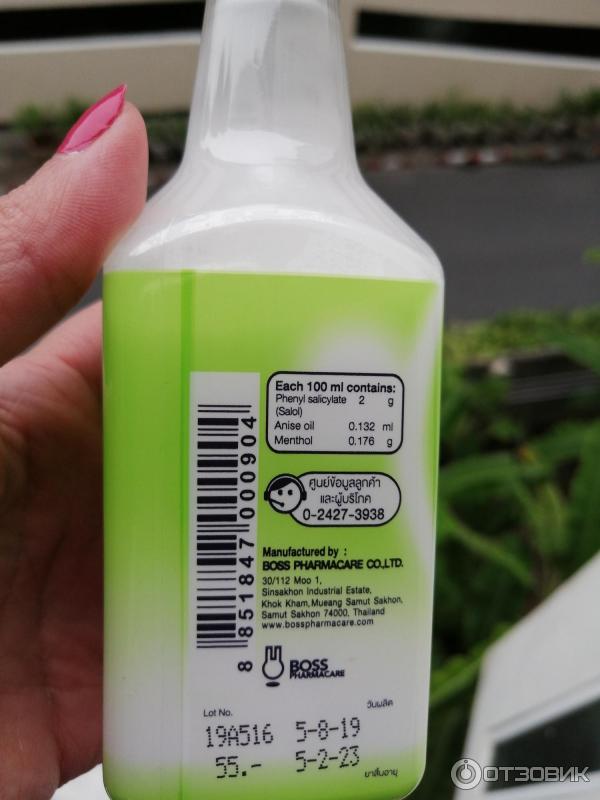 Each 100 ml contains:
Phenyl salicylate 2 g
(Salol)
Anise oil 0.132 ml
Menthol 0.176 g
ศูนย์ข้อมูลลูกค้า
และผู้บริโภค
0-2427-3938
8 851847 000904
Manufactured by :
BOSS PHARMACARE CO.,LTD.
30/112 Moo 1,
Sinsakhon Industrial Estate,
Khok Kham, Mueang Samut Sakhon,
Samut Sakhon 74000, Thailand
www.bosspharmacare.com
BOSS
PHARMACARE
Lot No. วันผลิต
19A516 5-8-19
55.- 5-2-23
ยาสิ้นอายุ
ОТЗОВИК